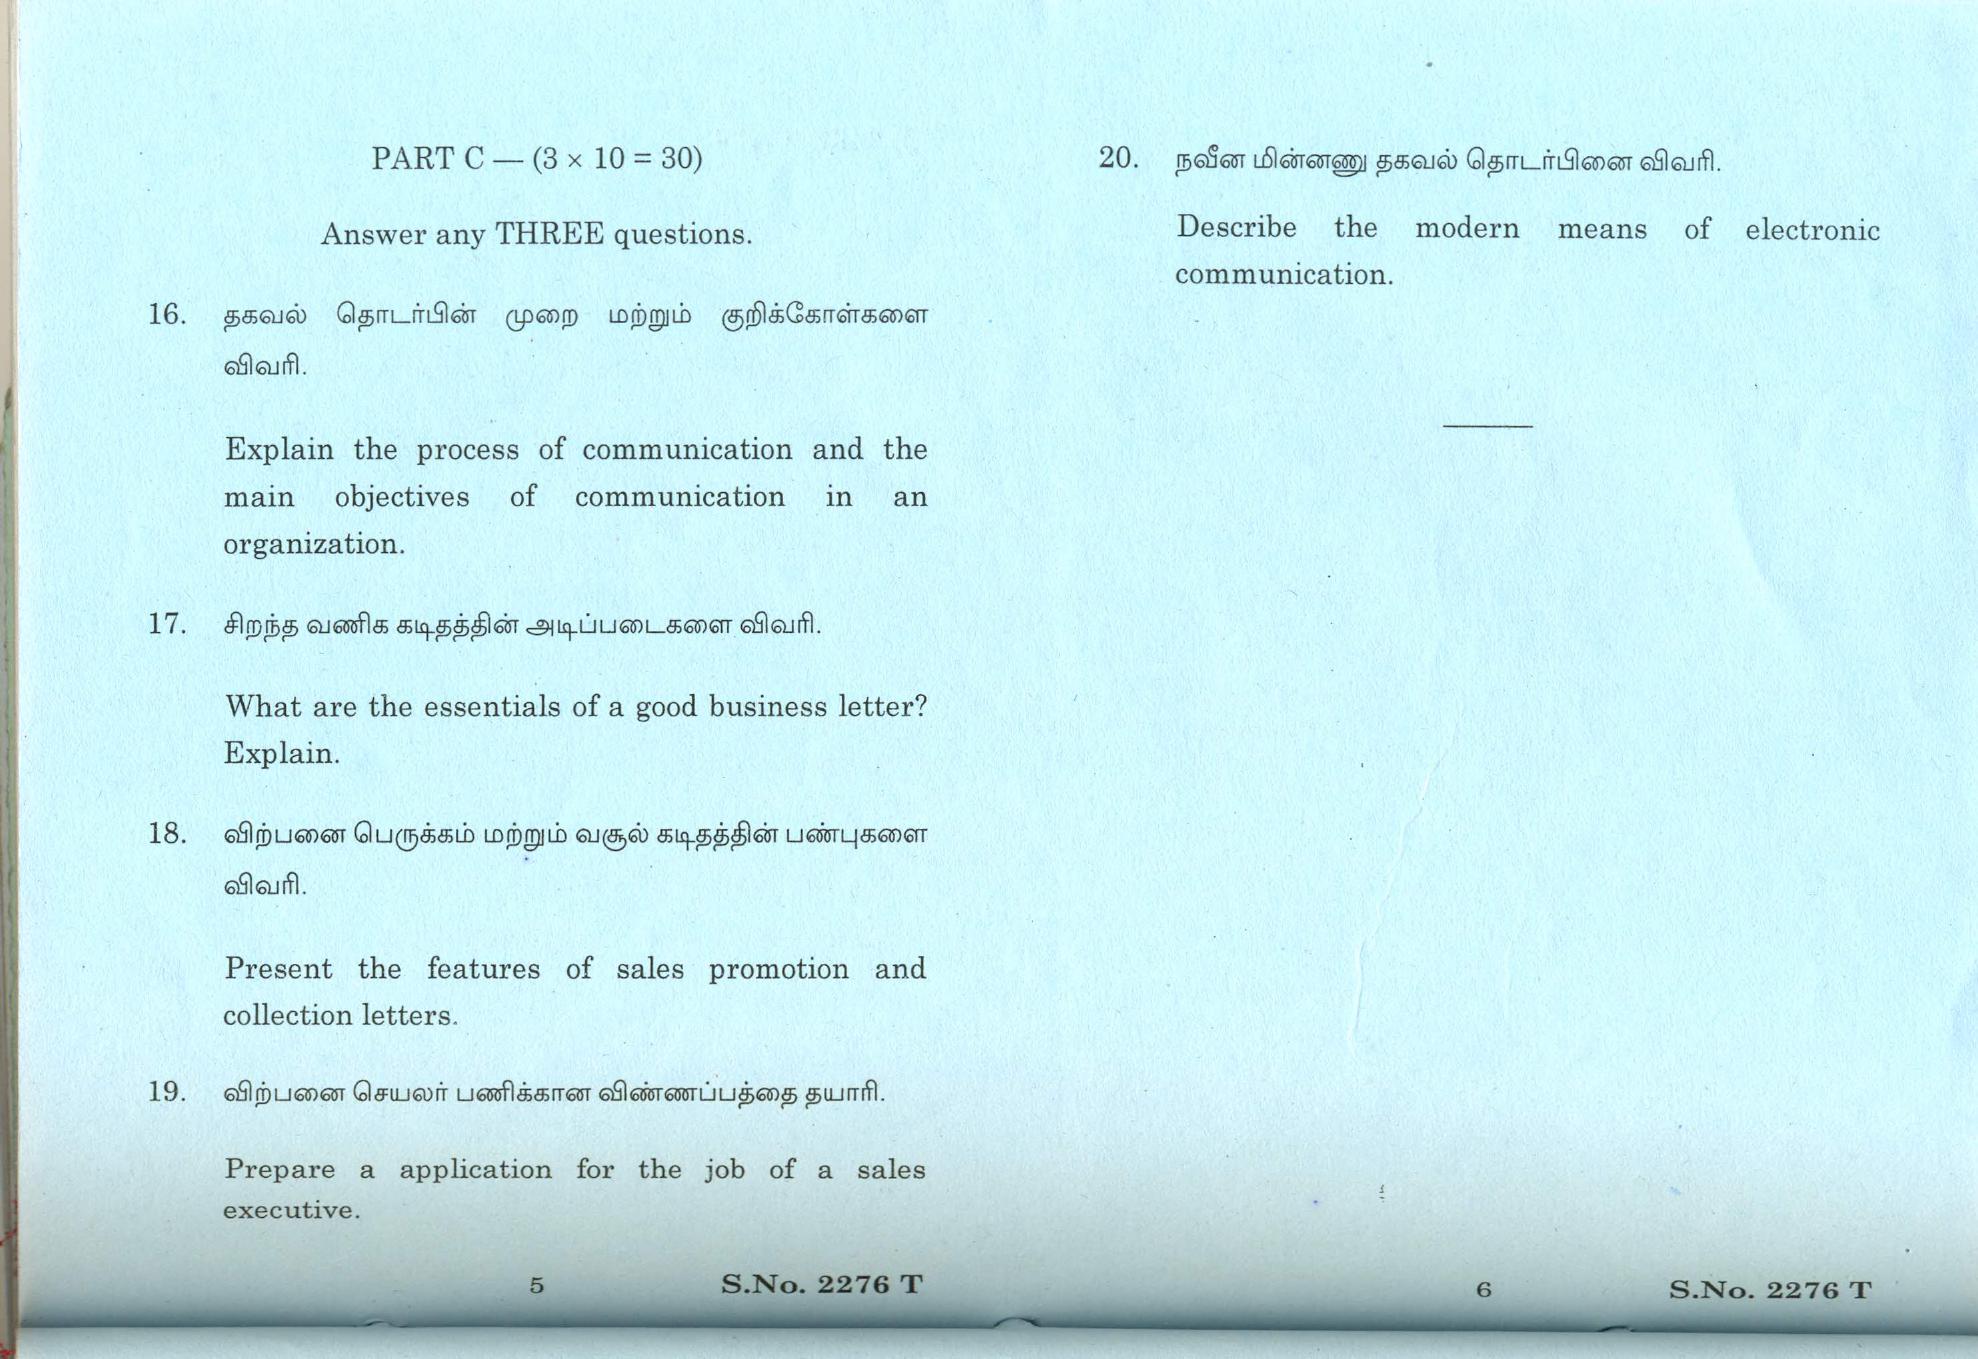 PART C — (3 × 10 = 30)
Answer any THREE questions.
16. தகவல் தொடர்பின் முறை மற்றும் குறிக்கோள்களை
விவரி.
Explain the process of communication and the
main objectives of communication in an
organization.
17. சிறந்த வணிக கடிதத்தின் அடிப்படைகளை விவரி.
What are the essentials of a good business letter?
Explain.
18. விற்பனை பெருக்கம் மற்றும் வசூல் கடிதத்தின் பண்புகளை
விவரி.
Present the features of sales promotion and
collection letters.
19. விற்பனை செயலர் பணிக்கான விண்ணப்பத்தை தயாரி.
Prepare a application for the job of a sales
executive.
5 S.No. 2276 T
20. நவீன மின்னணு தகவல் தொடர்பினை விவரி.
Describe the modern means of electronic
communication.
6 S.No. 2276 T